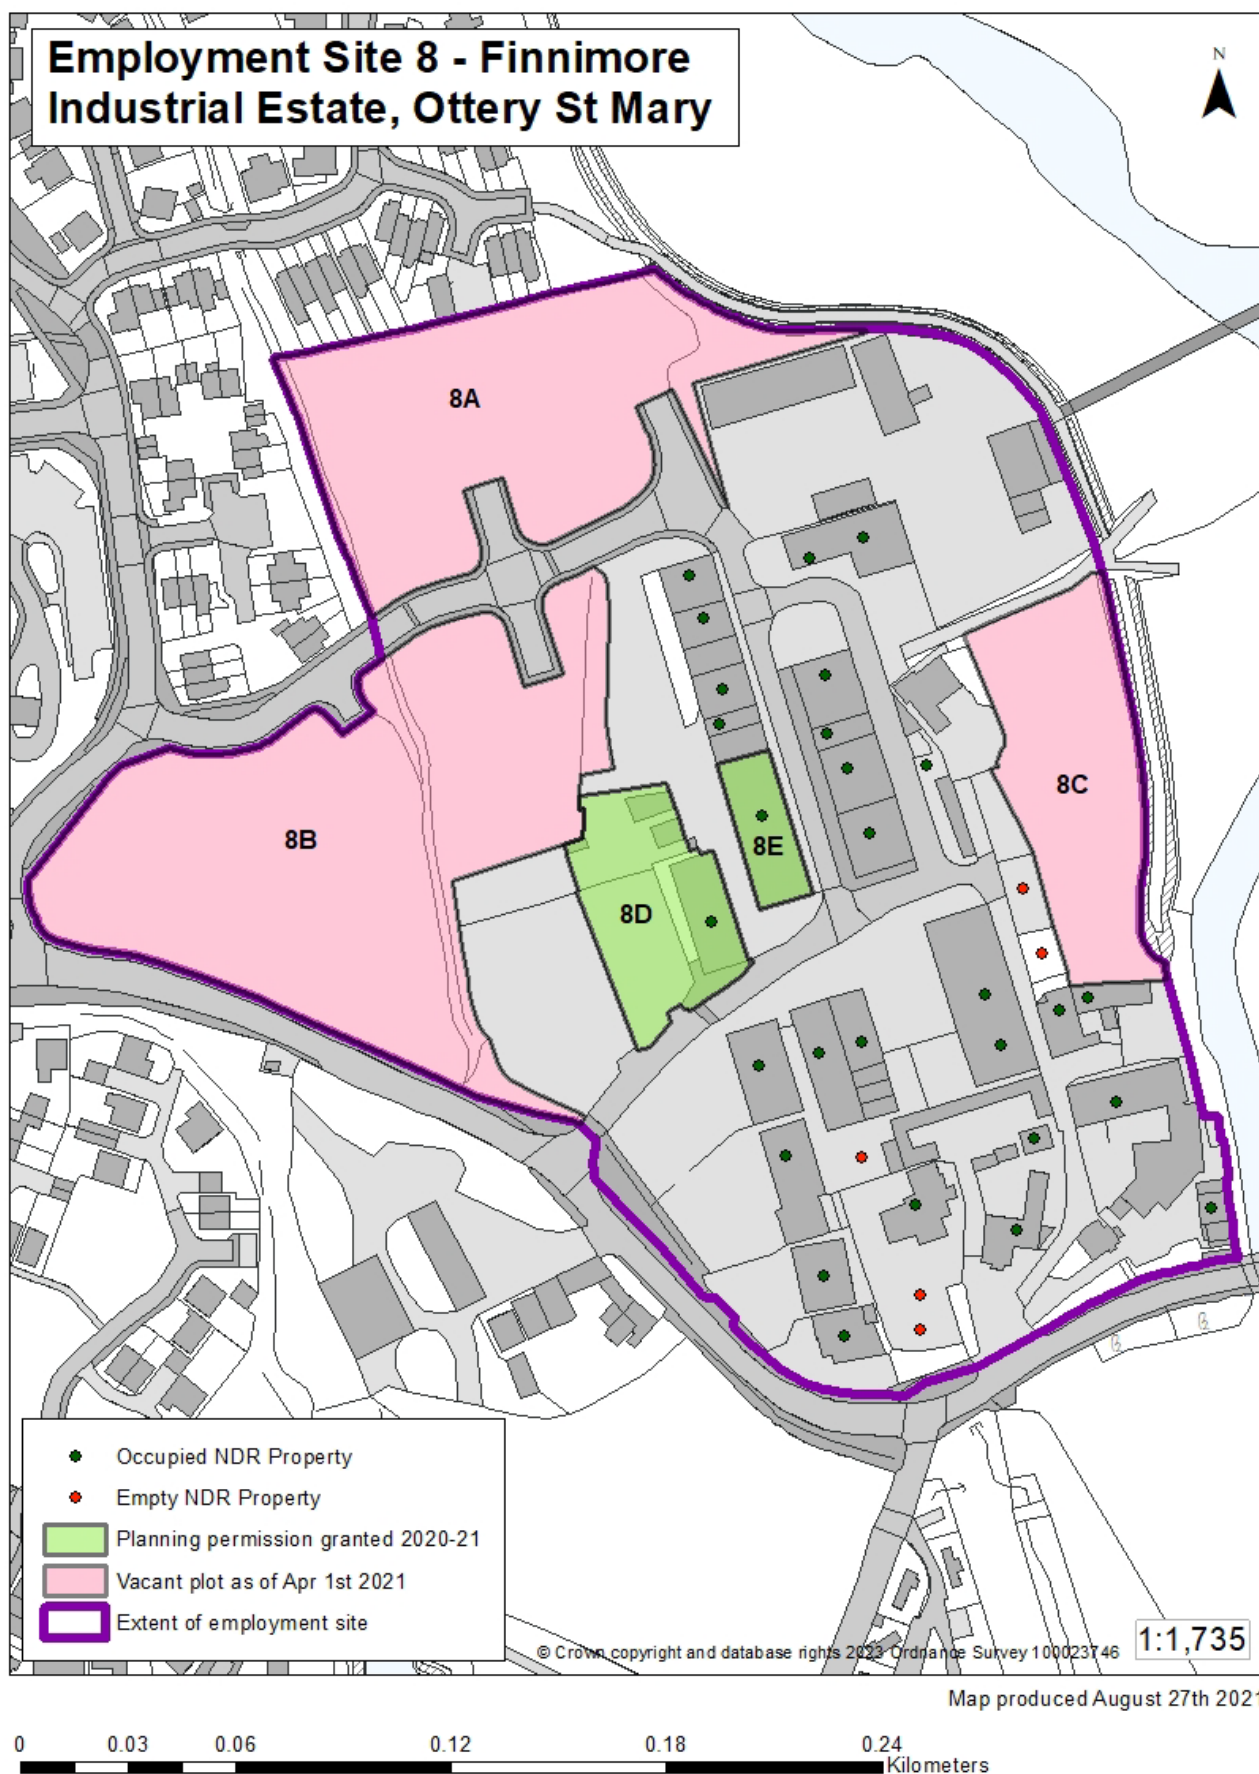 Employment Site 8 - Finnimore
Industrial Estate, Ottery St Mary
N
8A
8B
8C
8D
8E
Occupied NDR Property
Empty NDR Property
Planning permission granted 2020-21
Vacant plot as of Apr 1st 2021
Extent of employment site
© Crown copyright and database rights 2023 Ordnance Survey 100023746
1:1,735
Map produced August 27th 2021
0 0.03 0.06 0.12 0.18 0.24
Kilometers